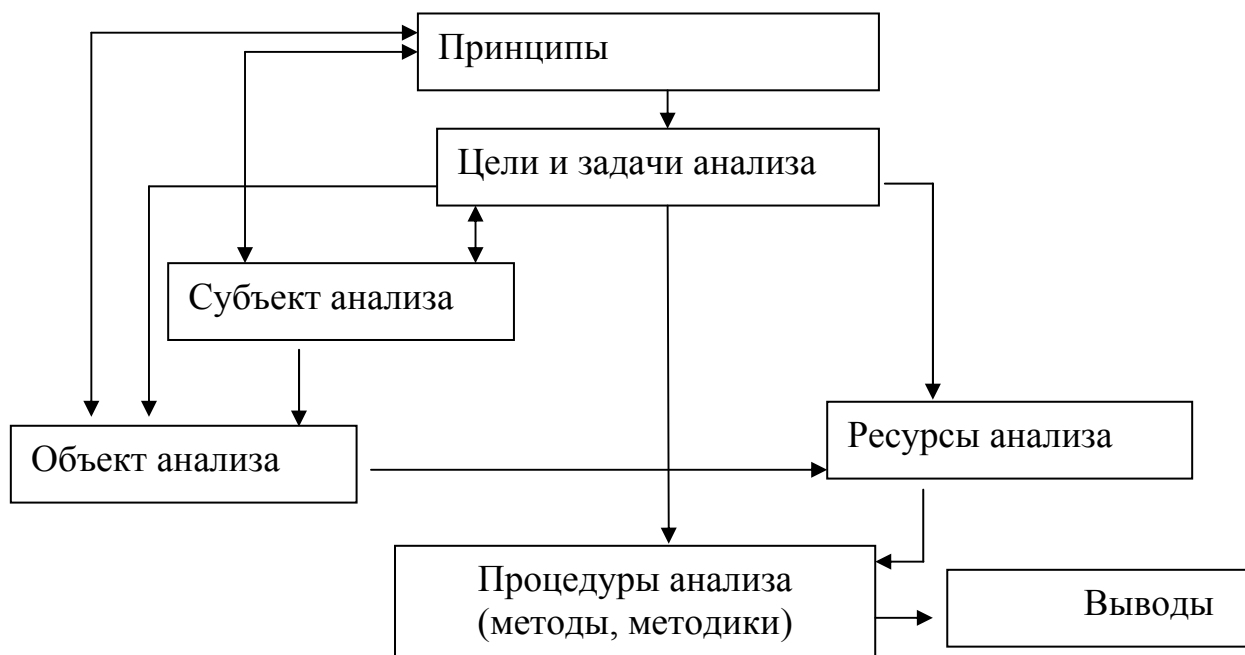 Принципы
Цели и задачи анализа
Субъект анализа
Объект анализа
Ресурсы анализа
Процедуры анализа
(методы, методики)
Выводы